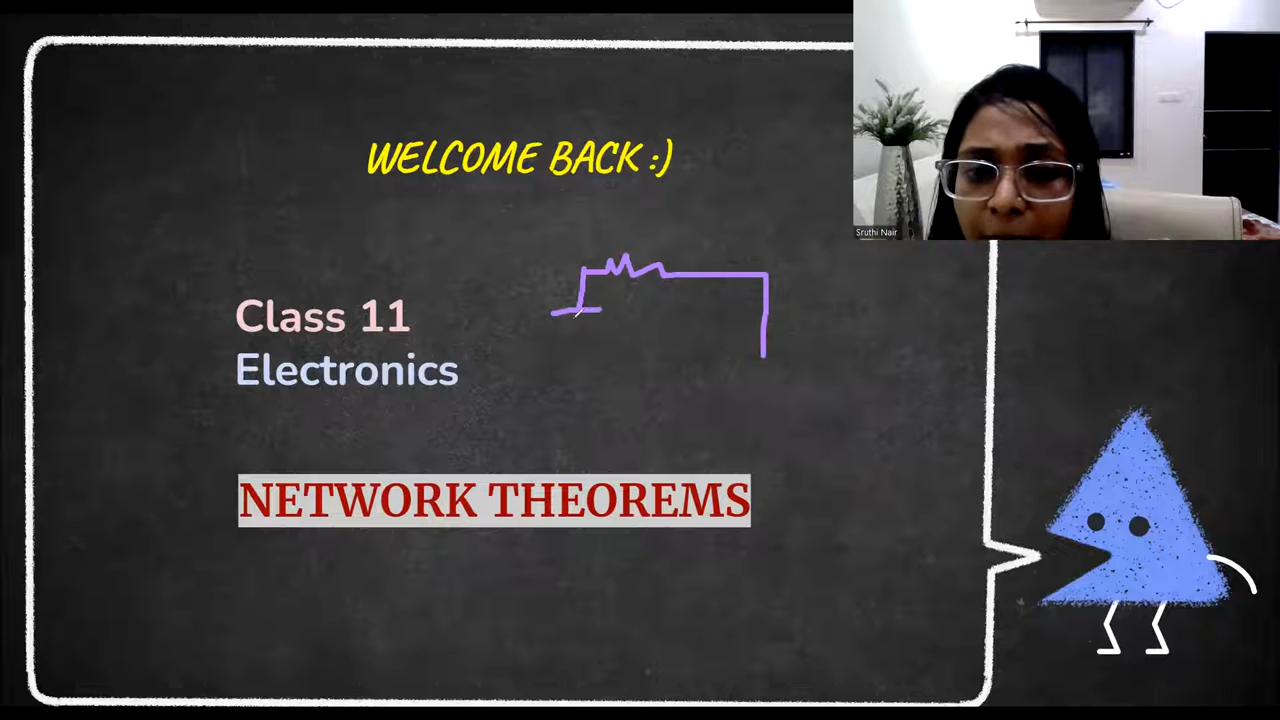 WELCOME BACK :)
Sruthi Nair
Class 11
Electronics
NETWORK THEOREMS